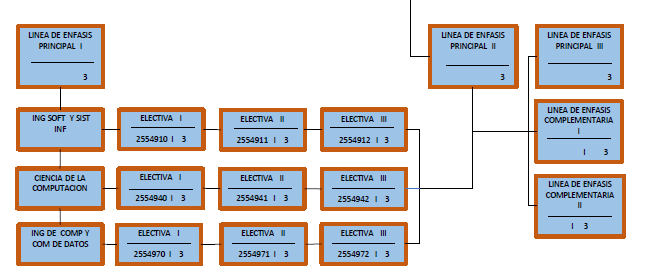 LINEA DE ENFASIS
PRINCIPAL I
3
LINEA DE ENFASIS
PRINCIPAL II
3
LINEA DE ENFASIS
PRINCIPAL III
3
ING SOFT Y SIST
INF
ELECTIVA I
2554910 I 3
ELECTIVA II
2554911 I 3
ELECTIVA III
2554912 I 3
LINEA DE ENFASIS
COMPLEMENTARIA
I
I 3
CIENCIA DE LA
COMPUTACION
ELECTIVA I
2554940 I 3
ELECTIVA II
2554941 I 3
ELECTIVA III
2554942 I 3
LINEA DE ENFASIS
COMPLEMENTARIA
II
I 3
ING DE COMP Y
COM DE DATOS
ELECTIVA I
2554970 I 3
ELECTIVA II
2554971 I 3
ELECTIVA III
2554972 I 3